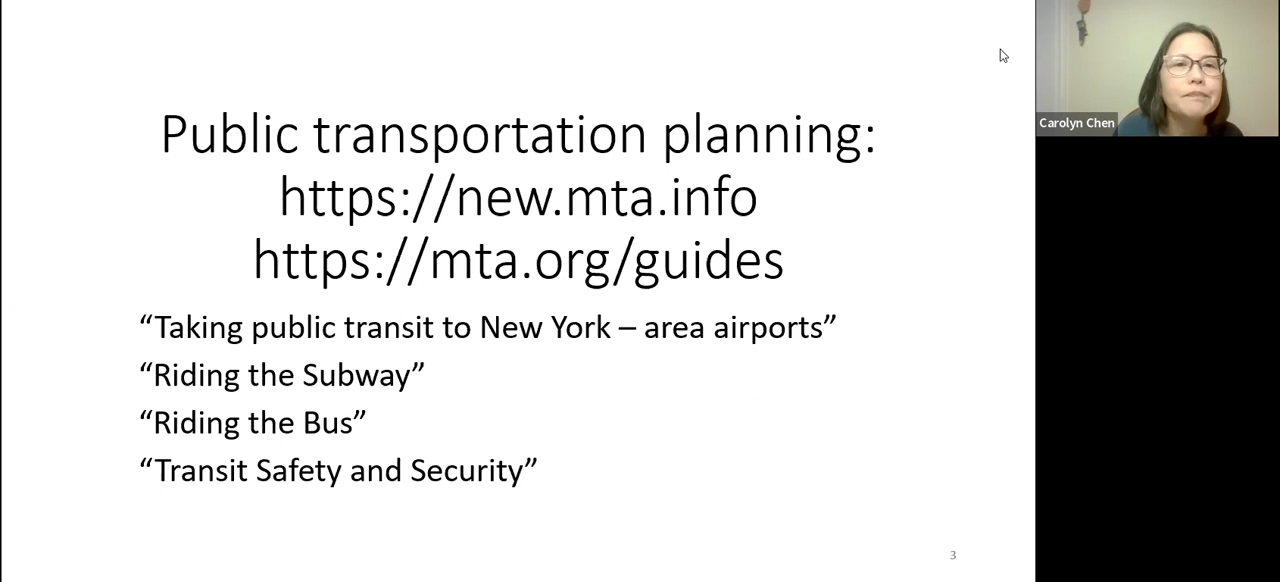 Public transportation planning:
https://new.mta.info
https://mta.org/guides
“Taking public transit to New York – area airports”
“Riding the Subway”
“Riding the Bus”
“Transit Safety and Security”
3
Carolyn Chen